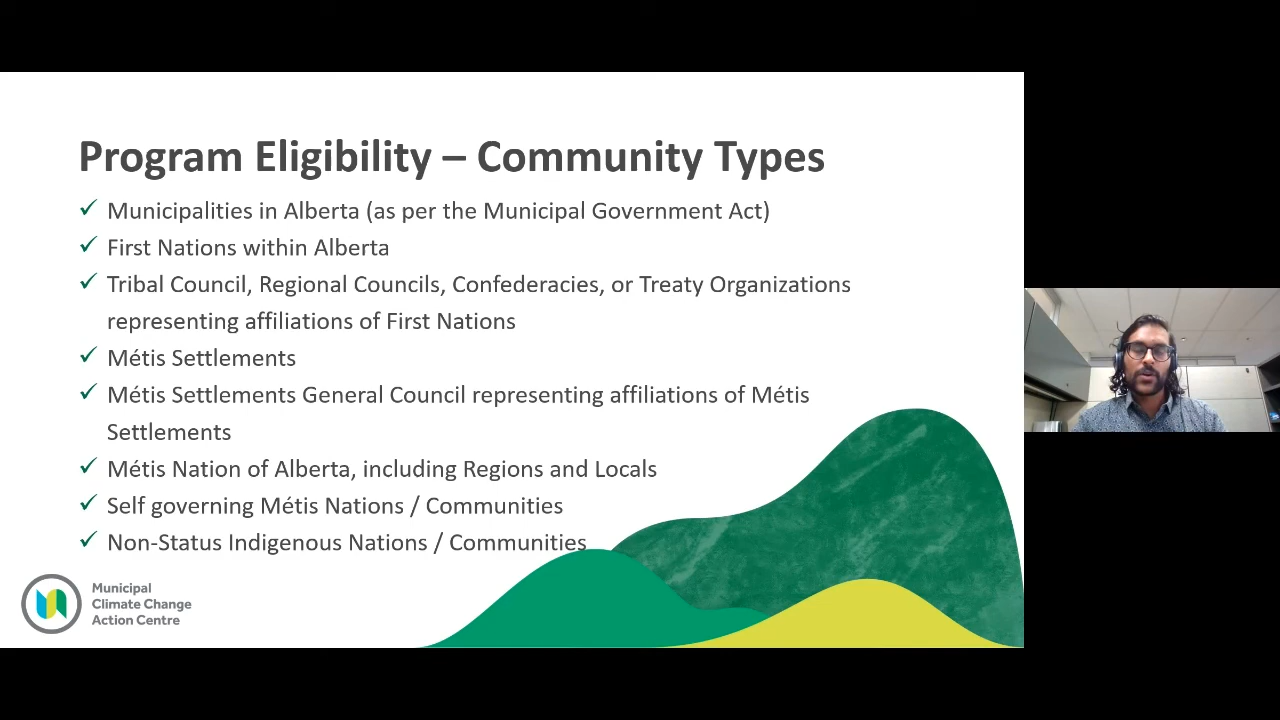 Program Eligibility – Community Types
Municipalities in Alberta (as per the Municipal Government Act)
First Nations within Alberta
Tribal Council, Regional Councils, Confederacies, or Treaty Organizations
representing affiliations of First Nations
Métis Settlements
Métis Settlements General Council representing affiliations of Métis
Settlements
Métis Nation of Alberta, including Regions and Locals
Self governing Métis Nations / Communities
Non-Status Indigenous Nations / Communities
Municipal
Climate Change
Action Centre